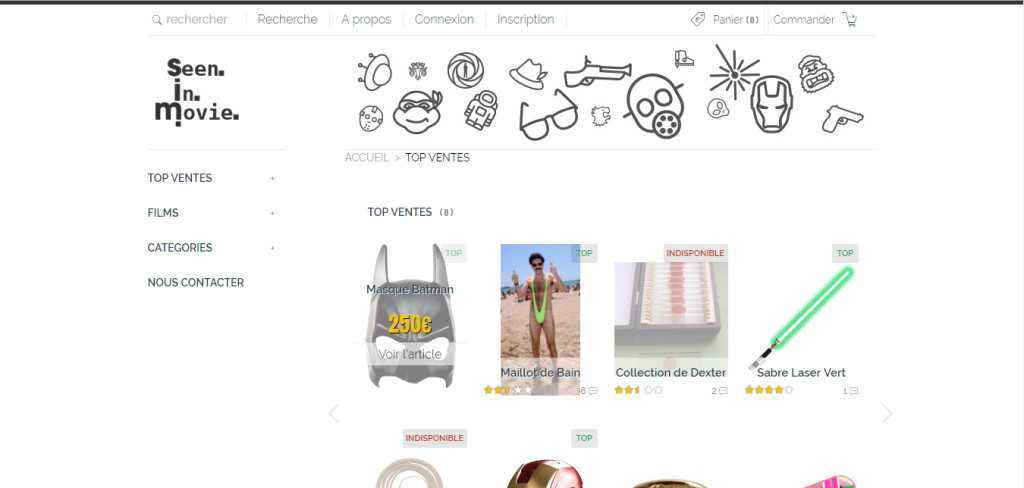 rechercher
Recherche
A propos
Connexion
Inscription
Panier (0)
Commander
Seen.
in.
movie.
ACCUEIL > TOP VENTES
TOP VENTES +
FILMS +
CATEGORIES +
NOUS CONTACTER
TOP VENTES (8)
TOP
Masque Batman
250€
Voir l'article
TOP
Maillot de Bain
8
INDISPONIBLE
Collection de Dexter
2
TOP
Sabre Laser Vert
1
INDISPONIBLE
TOP